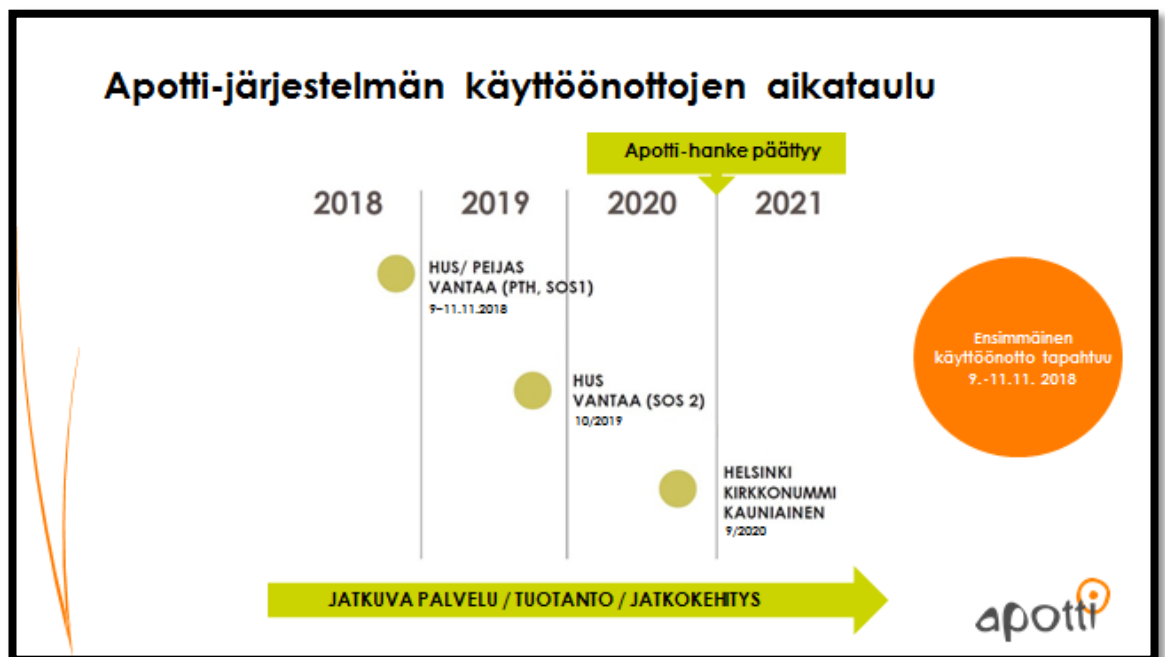 Apotti-järjestelmän käyttöönottojen aikataulu
Apotti-hanke päättyy
2018 2019 2020 2021
HUS/ PEIJAS
VANTAA (PTH, SOS1)
9–11.11.2018
HUS
VANTAA (SOS 2)
10/2019
HELSINKI
KIRKKONUMMI
KAUNIAINEN
9/2020
Ensimmäinen
käyttöönotto tapahtuu
9.-11.11. 2018
JATKUVA PALVELU / TUOTANTO / JATKOKEHITYS
apotti